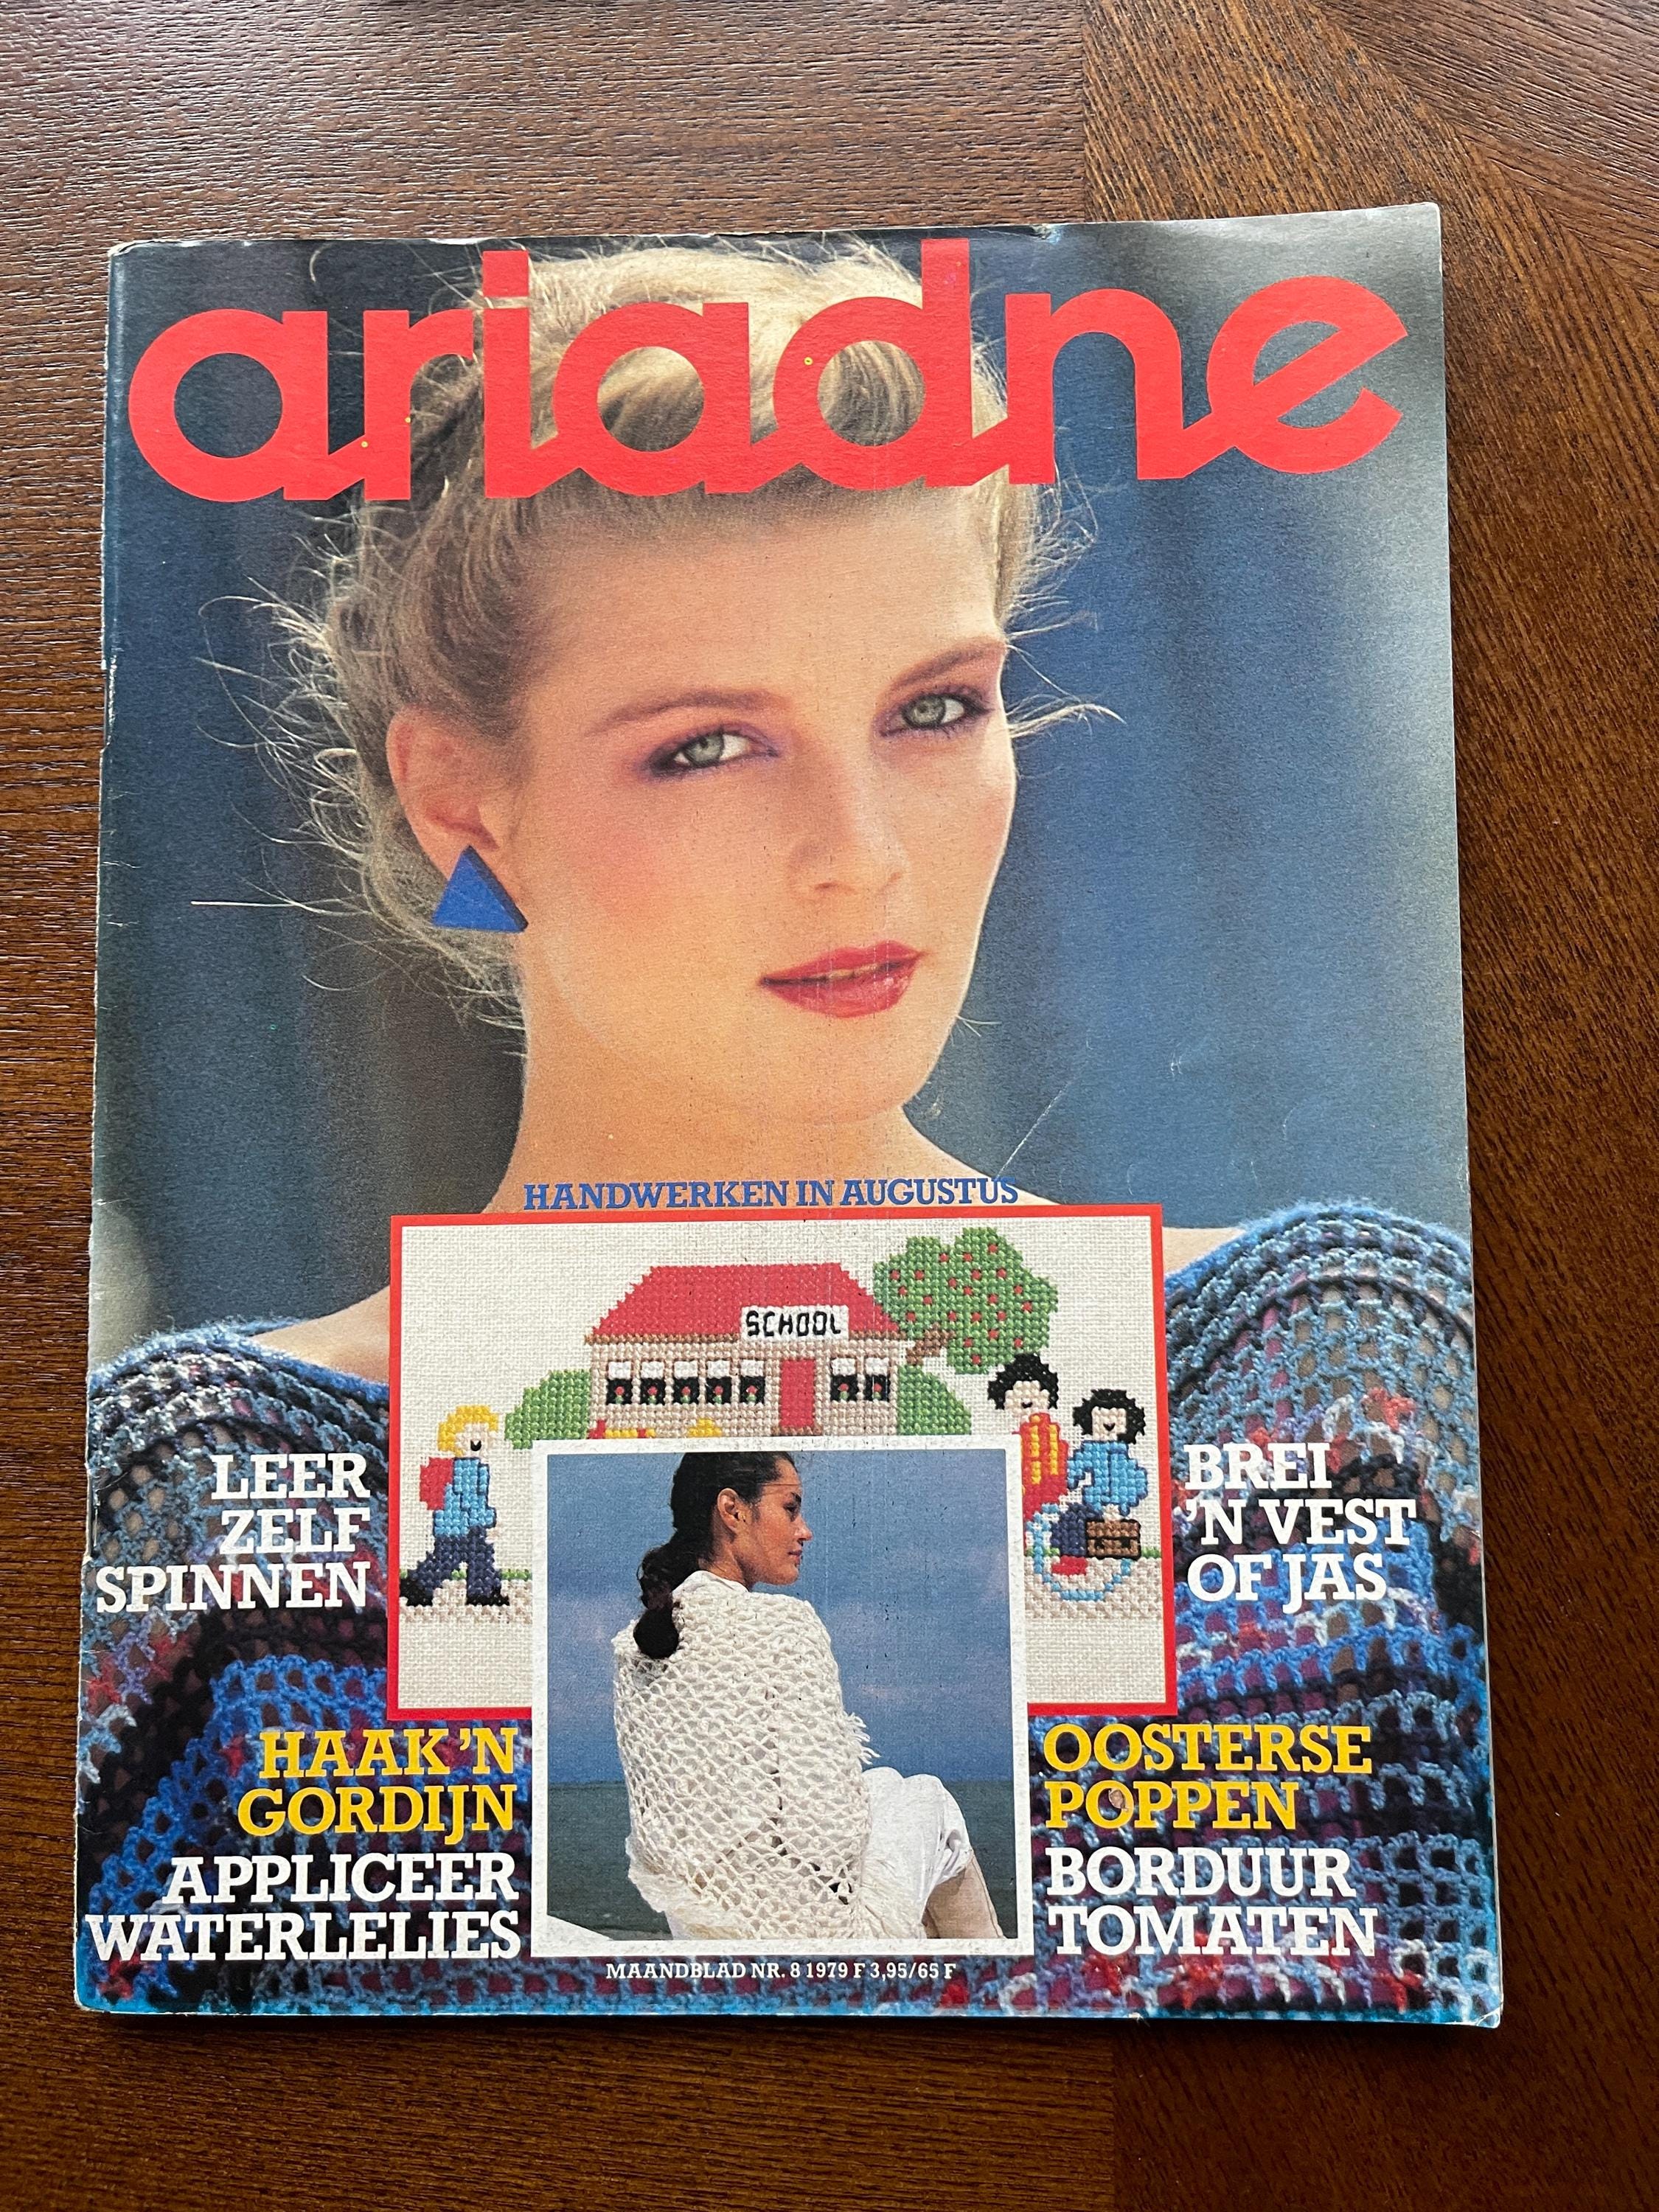 ariadne
HANDWERKEN IN AUGUSTUS
SCHOOL
LEER
ZELF
SPINNEN
BREI
'N VEST
OF JAS
HAAK 'N
GORDIJN
APPLICEER
WATERLELIES
OOSTERSE
POPPEN
BORDUUR
TOMATEN
MAANDBLAD NR. 8 1979 F 3,95/65 F